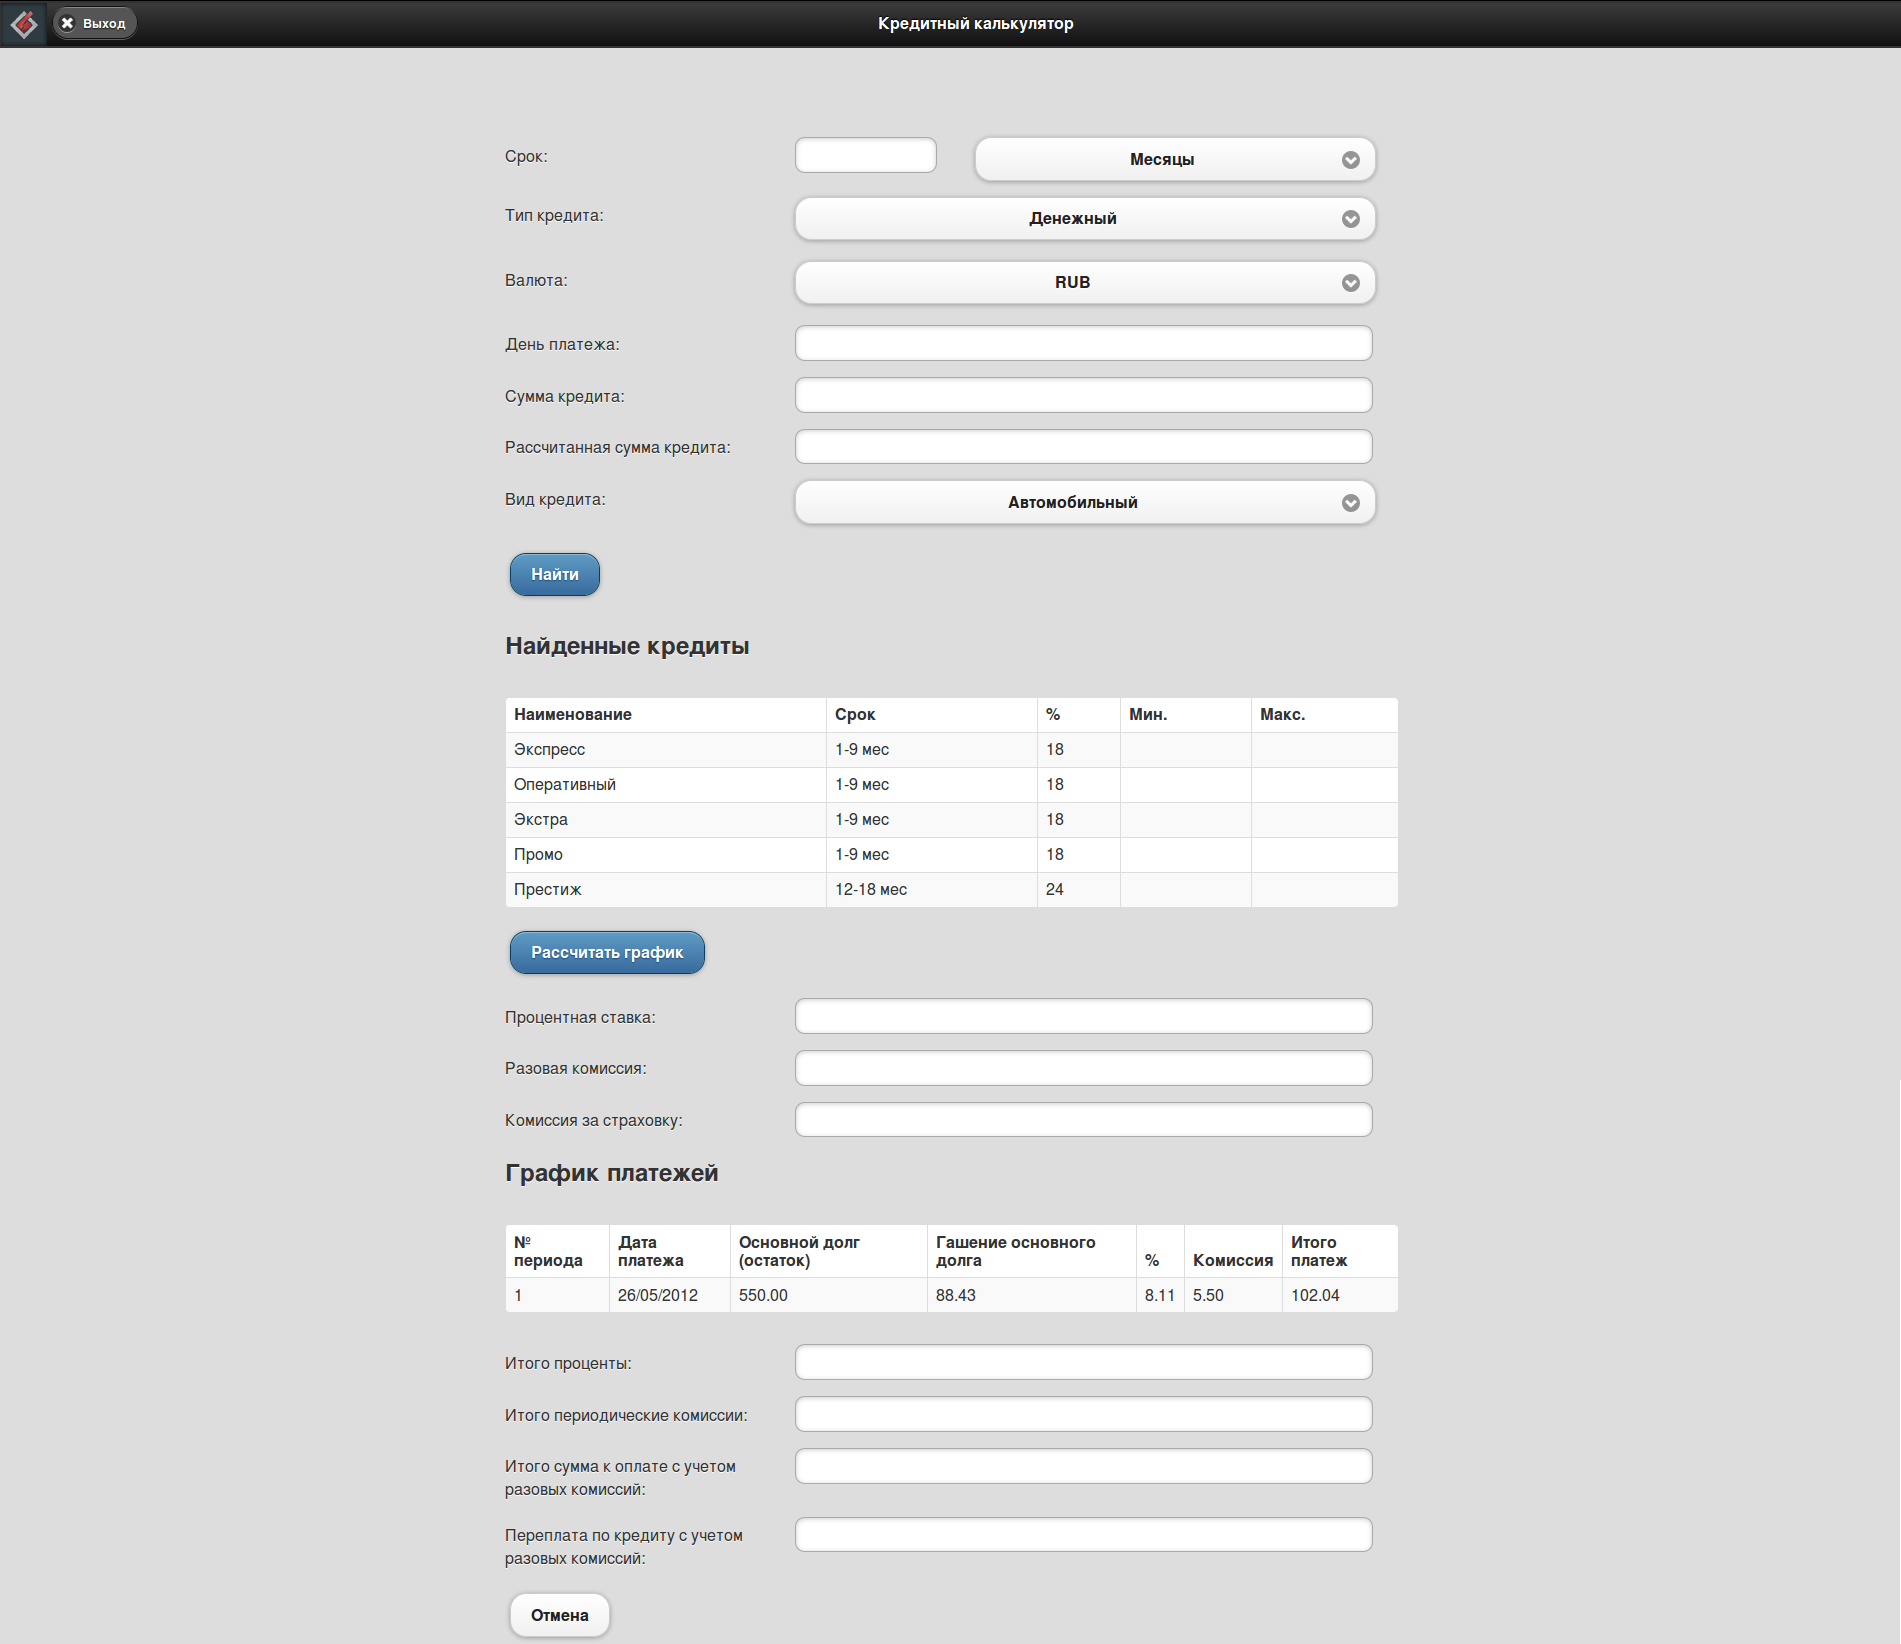 Выход
Кредитный калькулятор
Срок:
Месяцы
Тип кредита:
Денежный
Валюта:
RUB
День платежа:
Сумма кредита:
Рассчитанная сумма кредита:
Вид кредита:
Автомобильный
Найти
Найденные кредиты
Наименование Срок % Мин. Макс.
Экспресс 1-9 мес 18
Оперативный 1-9 мес 18
Экстра 1-9 мес 18
Промо 1-9 мес 18
Престиж 12-18 мес 24
Рассчитать график
Процентная ставка:
Разовая комиссия:
Комиссия за страховку:
График платежей
№ периода Дата платежа Основной долг (остаток) Гашение основного долга % Комиссия Итого платеж
1 26/05/2012 550.00 88.43 8.11 5.50 102.04
Итого проценты:
Итого периодические комиссии:
Итого сумма к оплате с учетом
разовых комиссий:
Переплата по кредиту с учетом
разовых комиссий:
Отмена